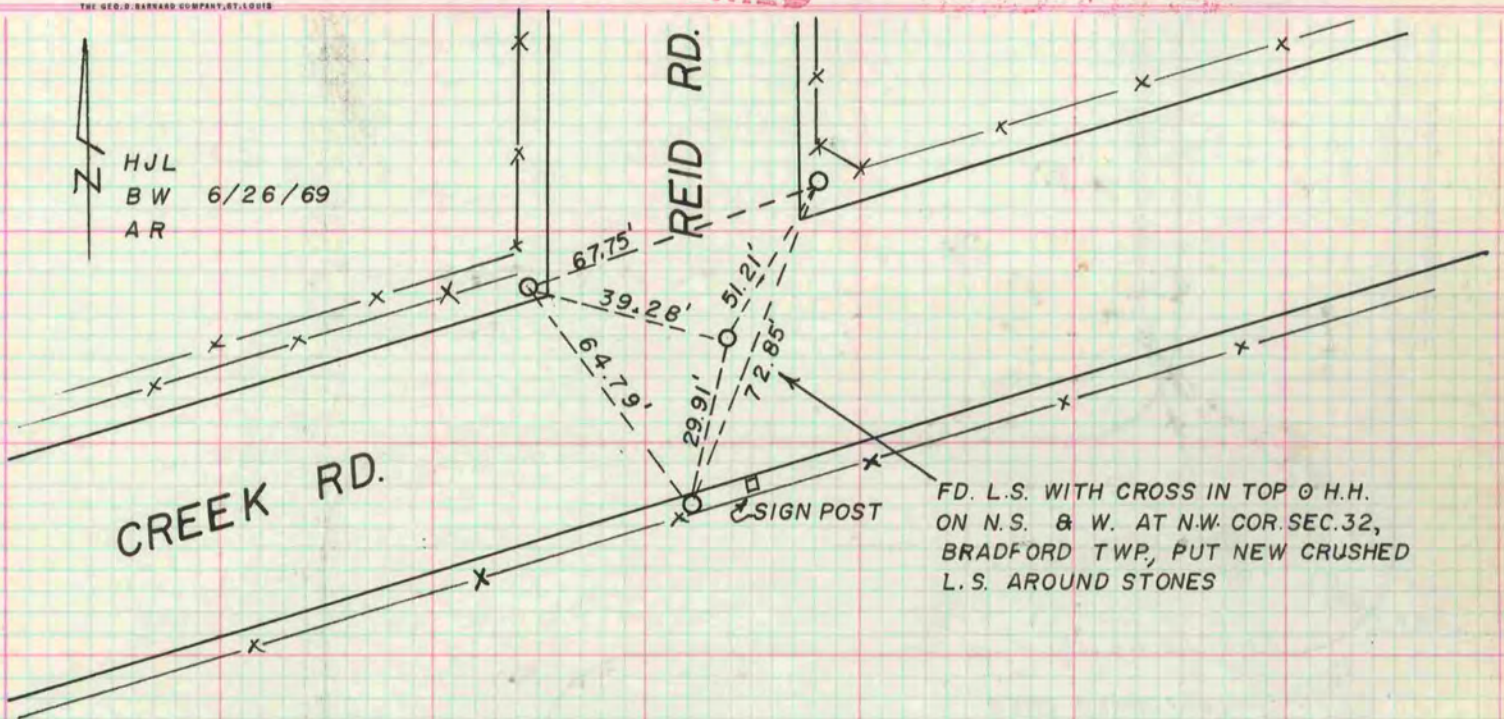 THE GEO. D. BARNARD COMPANY, ST. LOUIS
HJL
BW 6/26/69
AR
REID RD.
67.75'
39.28'
51.21'
64.79'
29.91'
72.85'
CREEK RD.
SIGN POST
FD. L.S. WITH CROSS IN TOP O H.H.
ON N.S. & W. AT N.W. COR. SEC. 32,
BRADFORD TWP., PUT NEW CRUSHED
L.S. AROUND STONES
N